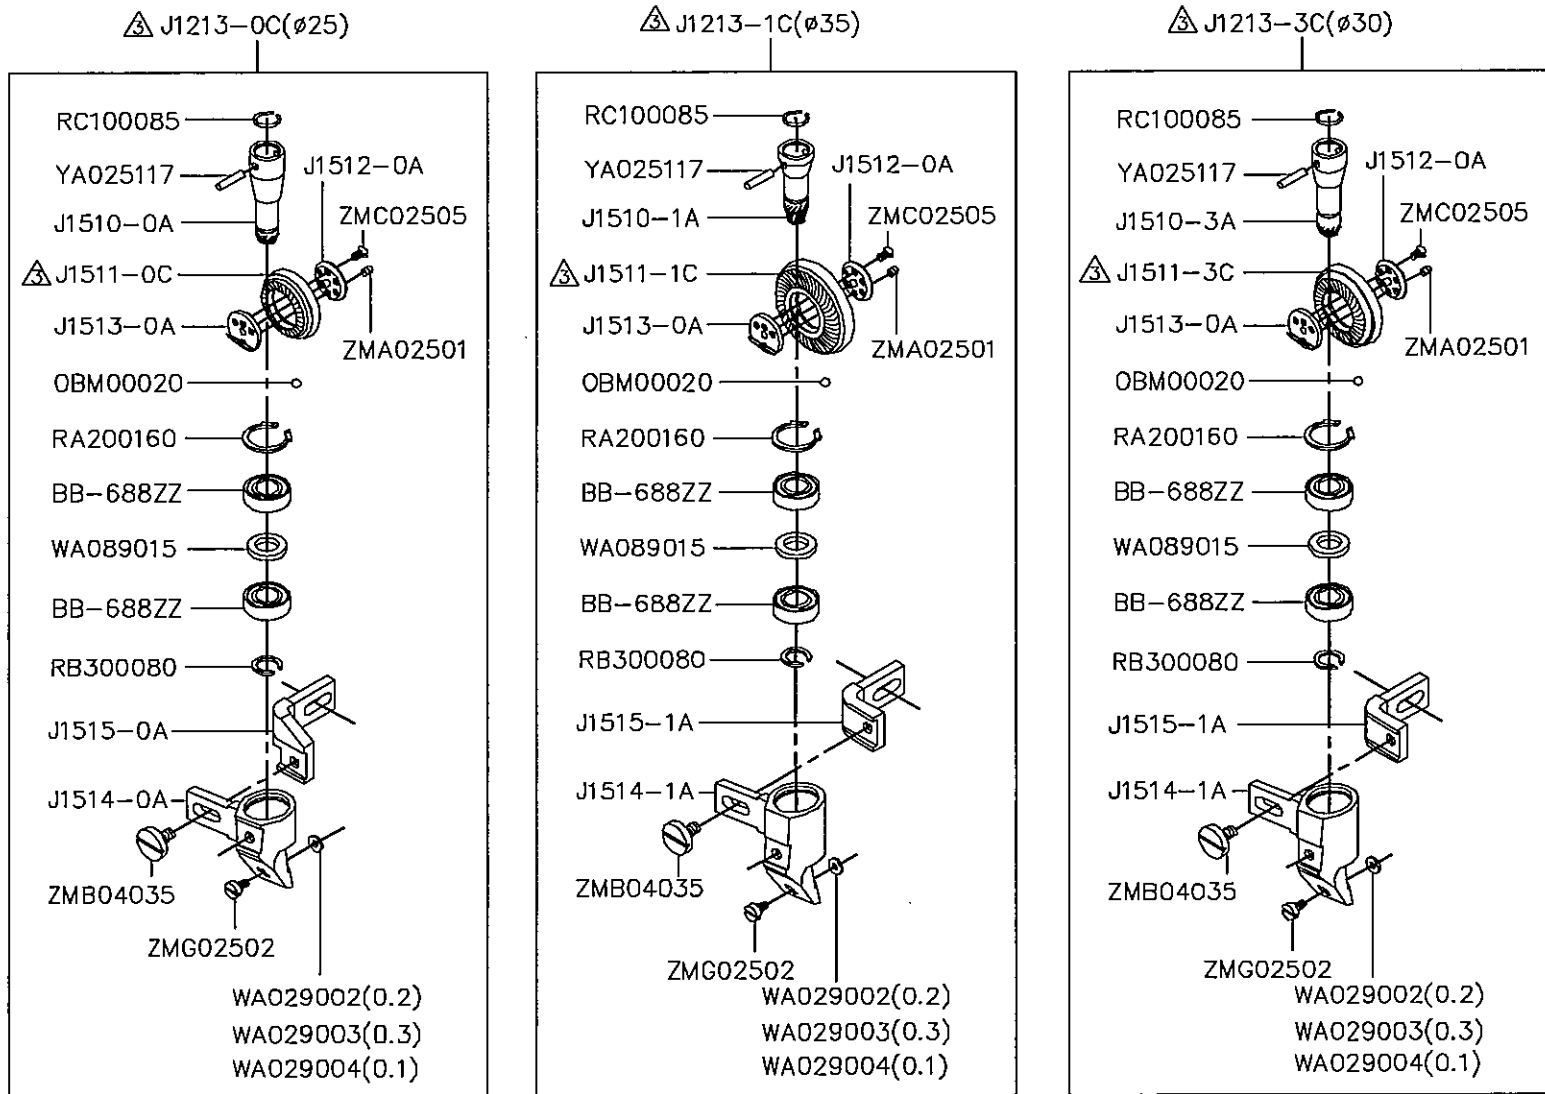 3 J1213-0C(ø25)
RC100085
YA025117
J1512-0A
J1510-0A
ZMC02505
3 J1511-0C
J1513-0A
ZMA02501
OBM00020
RA200160
BB-688ZZ
WA089015
BB-688ZZ
RB300080
J1515-0A
J1514-0A
ZMB04035
ZMG02502
WA029002(0.2)
WA029003(0.3)
WA029004(0.1)
3 J1213-1C(ø35)
RC100085
YA025117
J1512-0A
J1510-1A
ZMC02505
3 J1511-1C
J1513-0A
ZMA02501
OBM00020
RA200160
BB-688ZZ
WA089015
BB-688ZZ
RB300080
J1515-1A
J1514-1A
ZMB04035
ZMG02502
WA029002(0.2)
WA029003(0.3)
WA029004(0.1)
3 J1213-3C(ø30)
RC100085
YA025117
J1512-0A
J1510-3A
ZMC02505
3 J1511-3C
J1513-0A
ZMA02501
OBM00020
RA200160
BB-688ZZ
WA089015
BB-688ZZ
RB300080
J1515-1A
J1514-1A
ZMB04035
ZMG02502
WA029002(0.2)
WA029003(0.3)
WA029004(0.1)